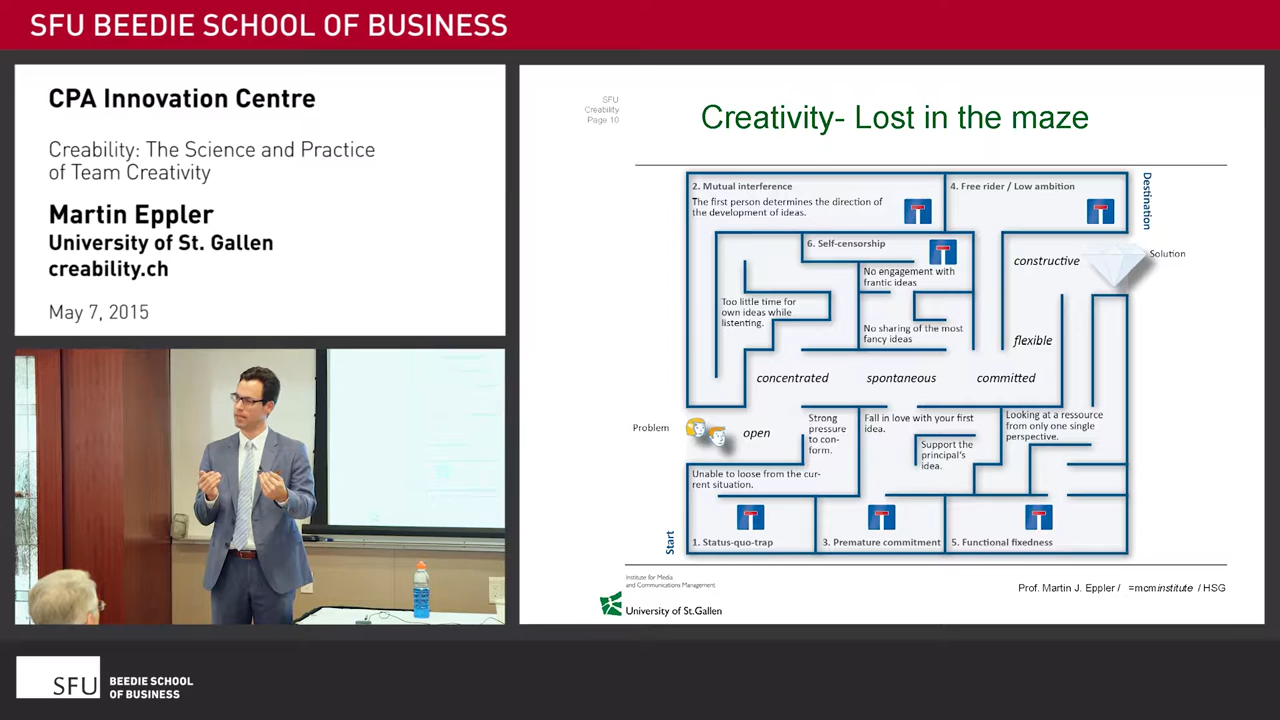 SFU BEEDIE SCHOOL OF BUSINESS
CPA Innovation Centre
Creability: The Science and Practice
of Team Creativity
Martin Eppler
University of St. Gallen
creability.ch
May 7, 2015
SFU
Creability
Page 10
Creativity- Lost in the maze
2. Mutual interference
The first person determines the direction of
the development of ideas.
4. Free rider / Low ambition
Destination
6. Self-censorship
No engagement with
frantic ideas
constructive
Solution
Too little time for
own ideas while
listening.
No sharing of the most
fancy ideas
flexible
concentrated
spontaneous
committed
Problem
open
Strong
pressure
to con-
form.
Fall in love with your first
idea.
Support the
principal's
idea.
Looking at a ressource
from only one single
perspective.
Unable to loose from the cur-
rent situation.
Start
1. Status-quo-trap
3. Premature commitment
5. Functional fixedness
Institute for Media
and Communications Management
University of St.Gallen
Prof. Martin J. Eppler / =mcminstitute / HSG
SFU
BEEDIE SCHOOL
OF BUSINESS